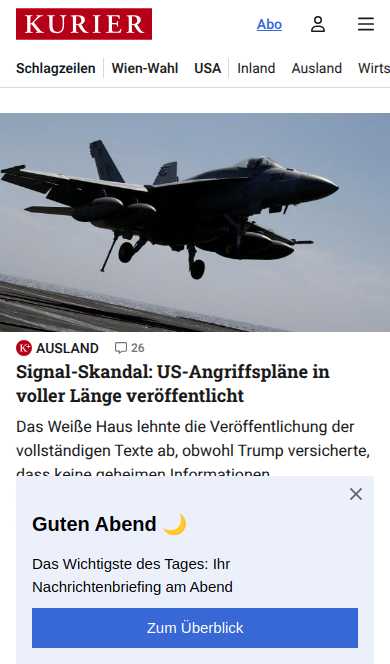 KURIER
Abo
Schlagzeilen Wien-Wahl USA Inland Ausland Wirts
K+ AUSLAND 26
Signal-Skandal: US-Angriffspläne in
voller Länge veröffentlicht
Das Weiße Haus lehnte die Veröffentlichung der
vollständigen Texte ab, obwohl Trump versicherte,
dass keine geheimen Informationen
Guten Abend 🌙
Das Wichtigste des Tages: Ihr
Nachrichtenbriefing am Abend
Zum Überblick